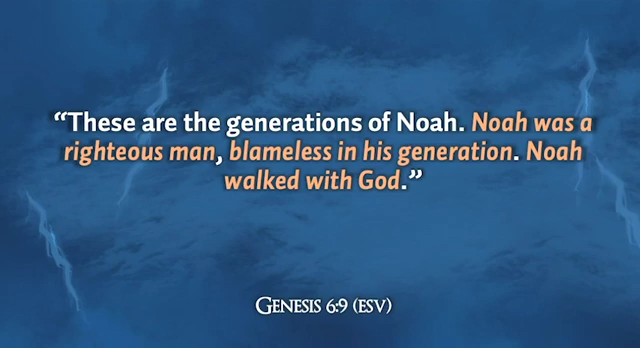 “These are the generations of Noah. Noah was a
righteous man, blameless in his generation. Noah
walked with God.”
Genesis 6:9 (ESV)